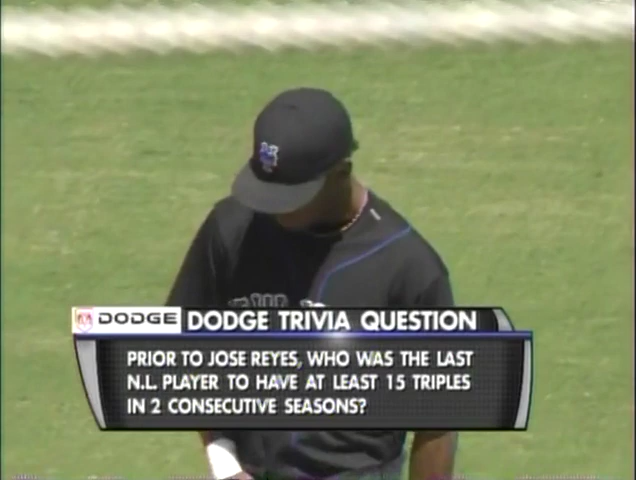 DODGE DODGE TRIVIA QUESTION
PRIOR TO JOSE REYES, WHO WAS THE LAST
N.L. PLAYER TO HAVE AT LEAST 15 TRIPLES
IN 2 CONSECUTIVE SEASONS?